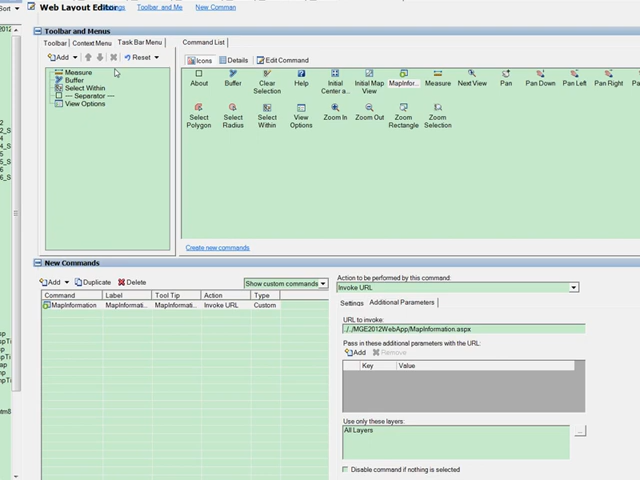 Sort
Web Layout Editor
Toolbar and Me
New Comman
Toolbar and Menus
Toolbar
Context Menu
Task Bar Menu
Command List
Add
Reset
Icons
Details
Edit Command
Measure
Buffer
Select Within
--- Separator ---
View Options
About
Buffer
Clear Selection
Help
Initial Center a...
Initial Map View
MapInfor...
Measure
Next View
Pan
Pan Down
Pan Left
Pan Right
Select Polygon
Select Radius
Select Within
View Options
Zoom In
Zoom Out
Zoom Rectangle
Zoom Selection
Create new commands
New Commands
Add
Duplicate
Delete
Show custom commands
Command Label Tool Tip Action Type
MapInformation MapInformati... MapInformati... Invoke URL Custom
Action to be performed by this command:
Invoke URL
Settings
Additional Parameters
URL to invoke:
./../MGE2012WebApp/MapInformation.aspx
Pass in these additional parameters with the URL:
Add
Remove
Key Value
Use only these layers:
All Layers
...
Disable command if nothing is selected